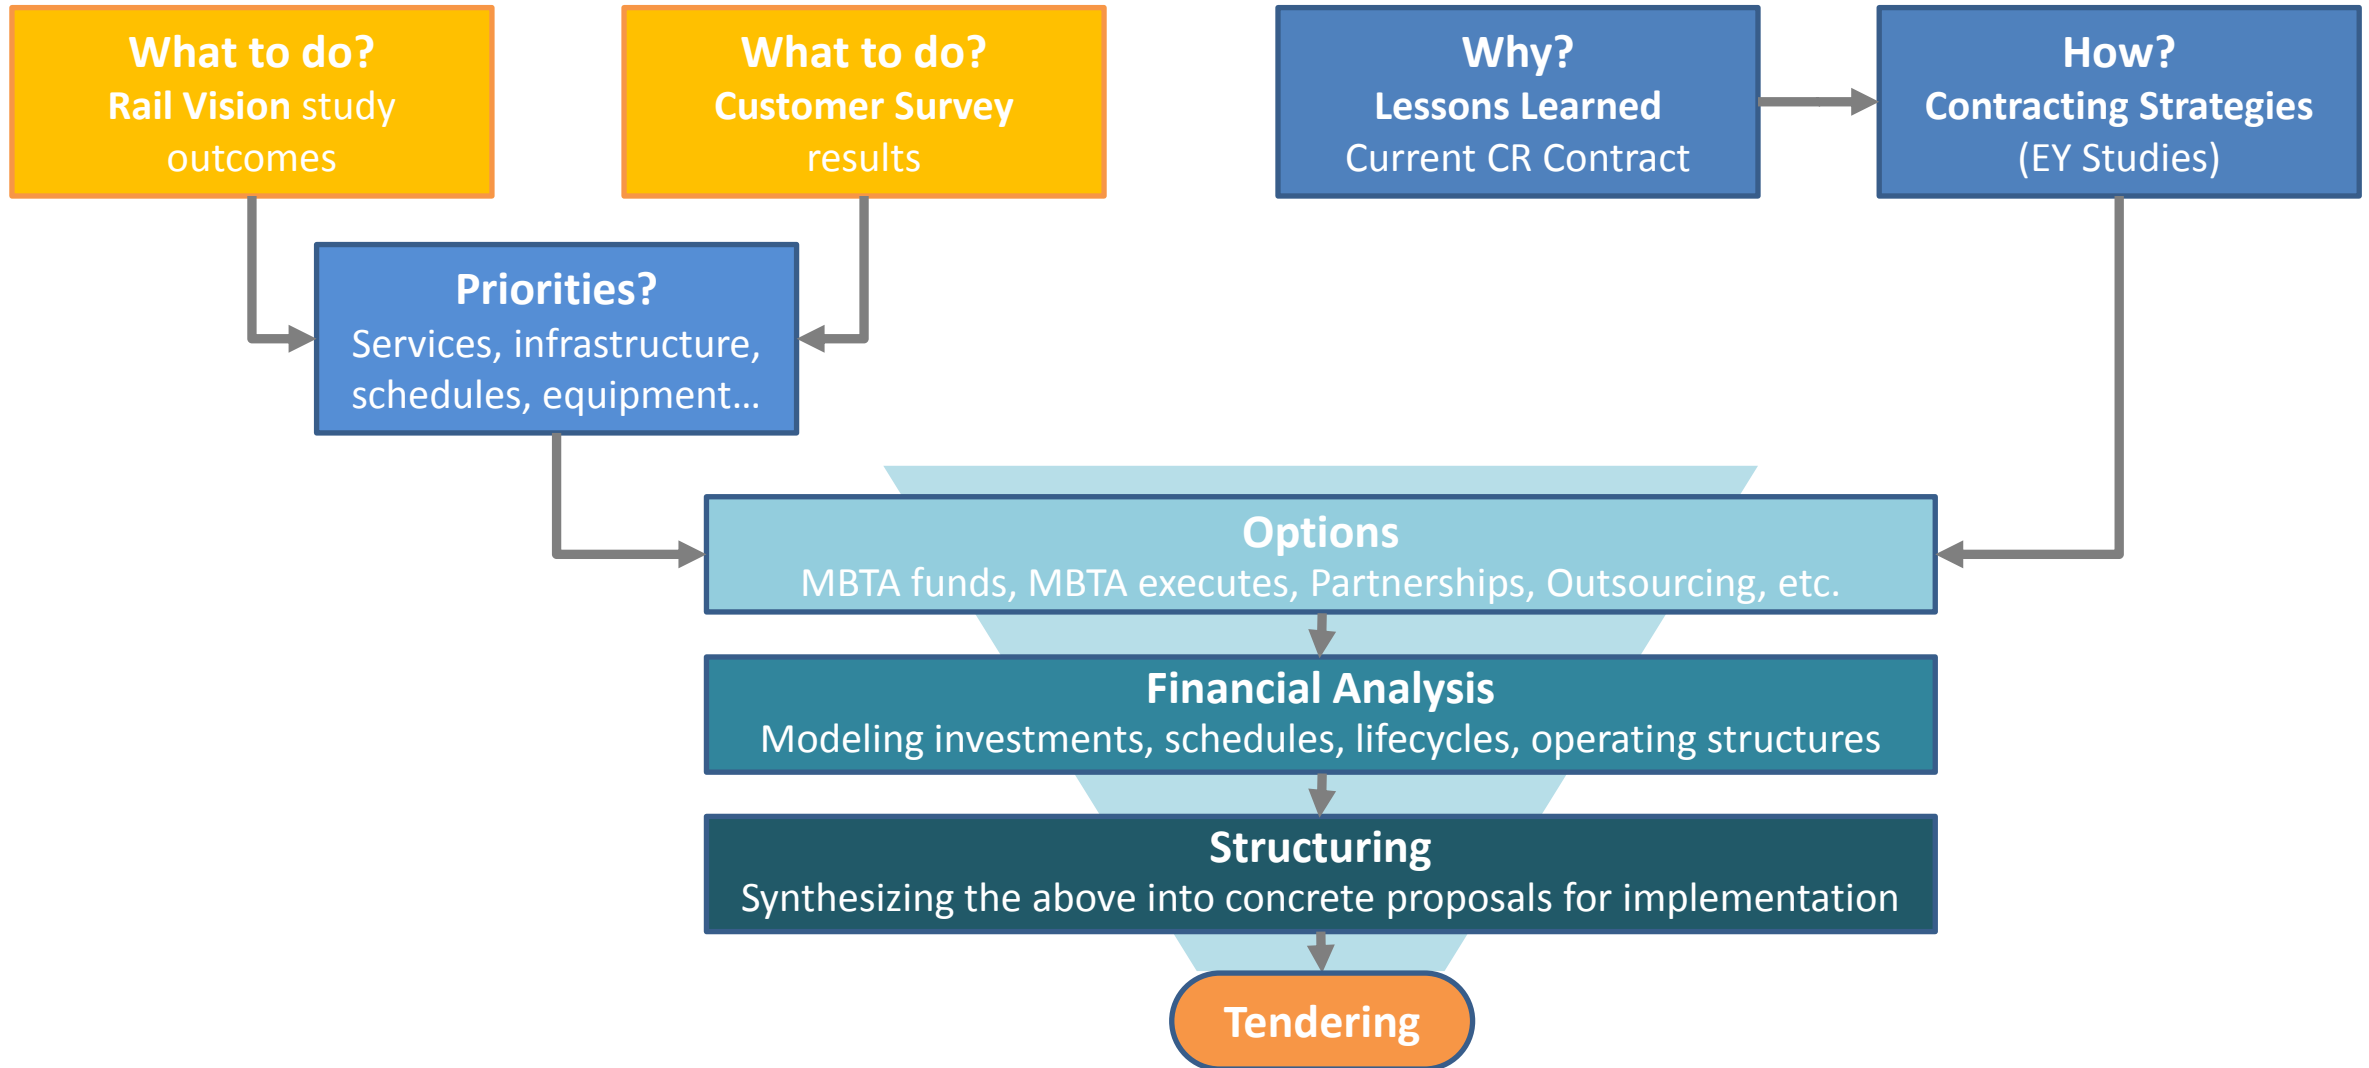 What to do?
Rail Vision study
outcomes
What to do?
Customer Survey
results
Why?
Lessons Learned
Current CR Contract
How?
Contracting Strategies
(EY Studies)
Priorities?
Services, infrastructure,
schedules, equipment...
Options
MBTA funds, MBTA executes, Partnerships, Outsourcing, etc.
Financial Analysis
Modeling investments, schedules, lifecycles, operating structures
Structuring
Synthesizing the above into concrete proposals for implementation
Tendering